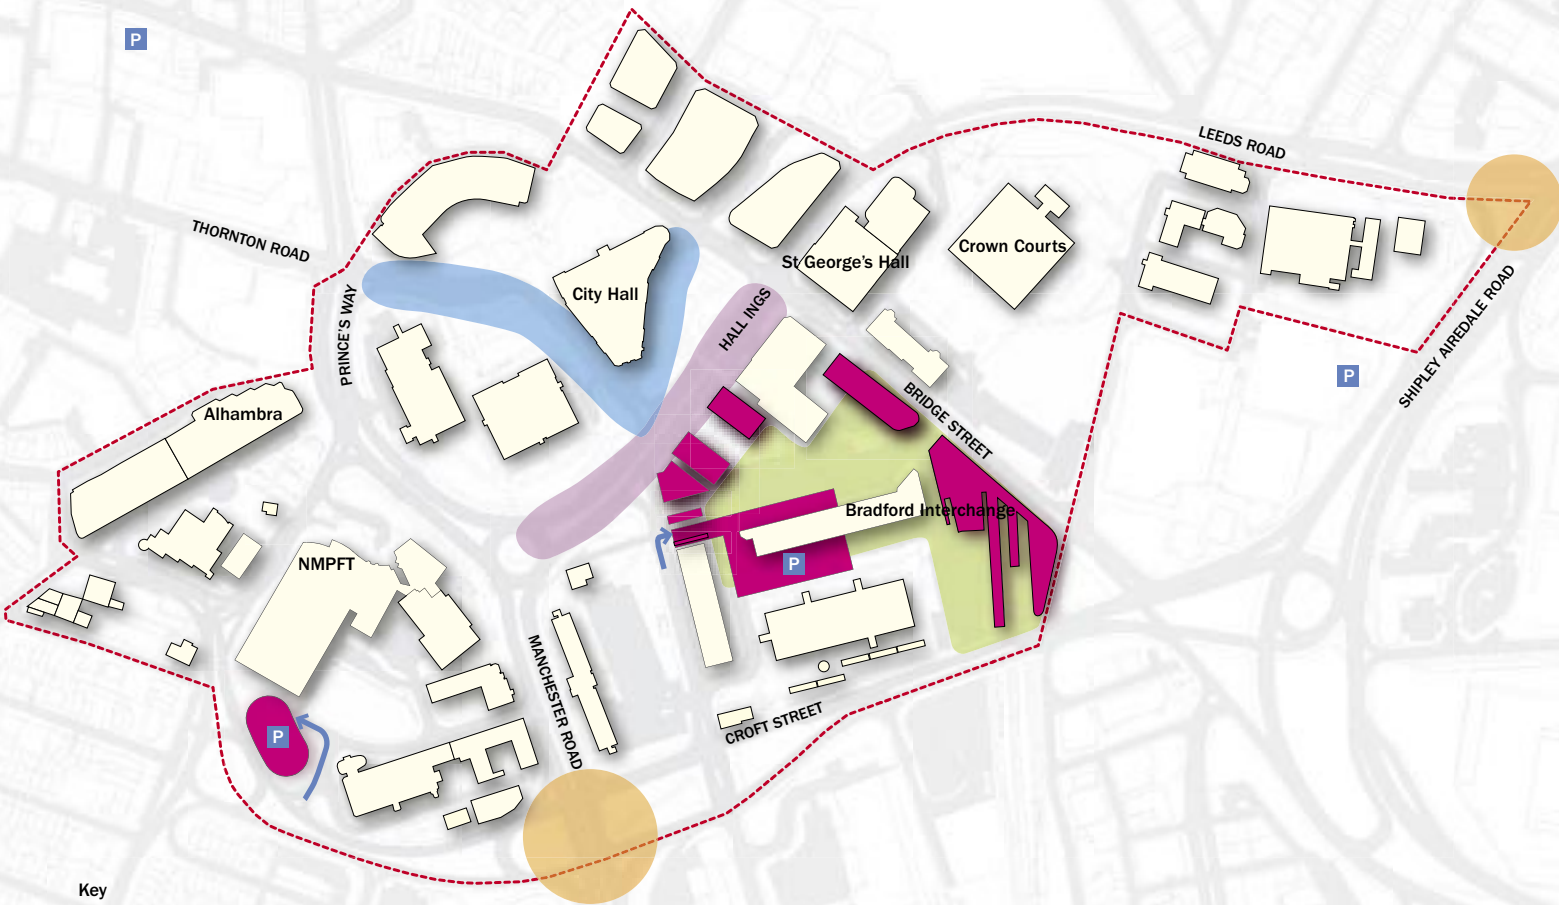 P
LEEDS ROAD
THORNTON ROAD
St George's Hall
Crown Courts
City Hall
PRINCE'S WAY
HALL INGS
SHIPLEY AIREDALE ROAD
P
BRIDGE STREET
Alhambra
Bradford Interchange
NMPFT
P
MANCHESTER ROAD
CROFT STREET
P
Key